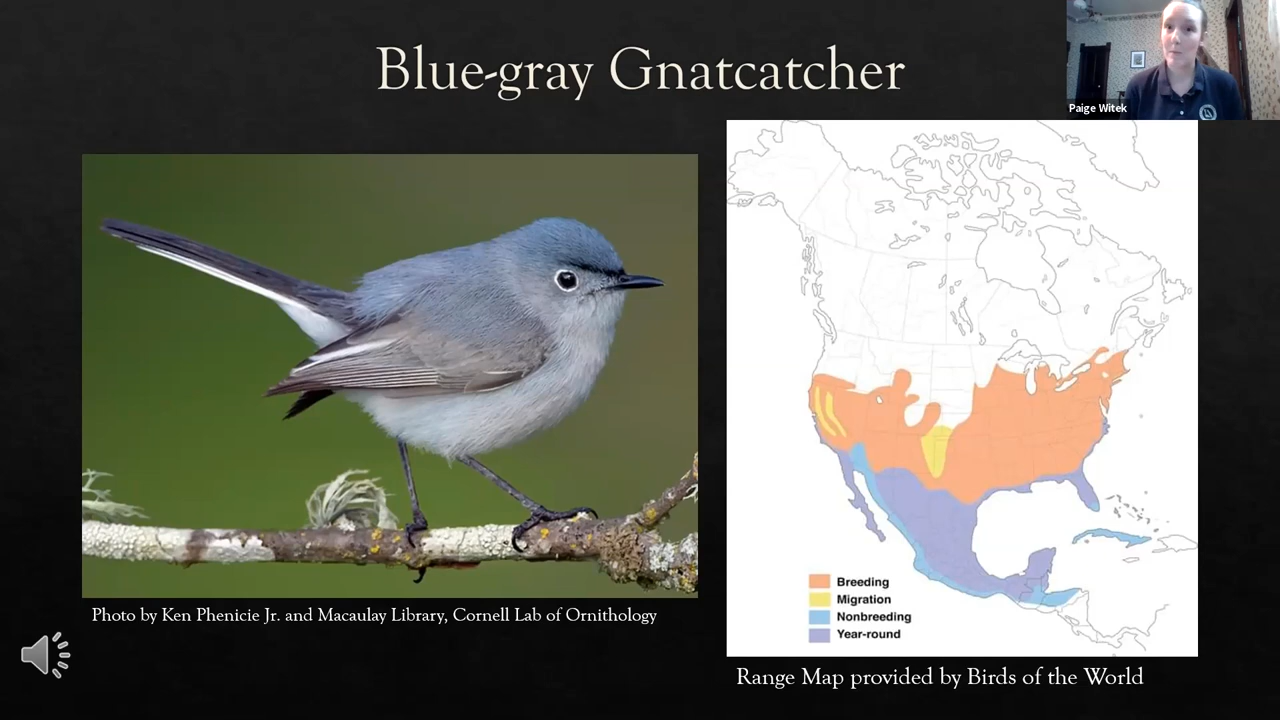 Blue-gray Gnatcatcher
Paige Witek
Breeding
Migration
Nonbreeding
Year-round
Photo by Ken Phenicie Jr. and Macaulay Library, Cornell Lab of Ornithology
Range Map provided by Birds of the World